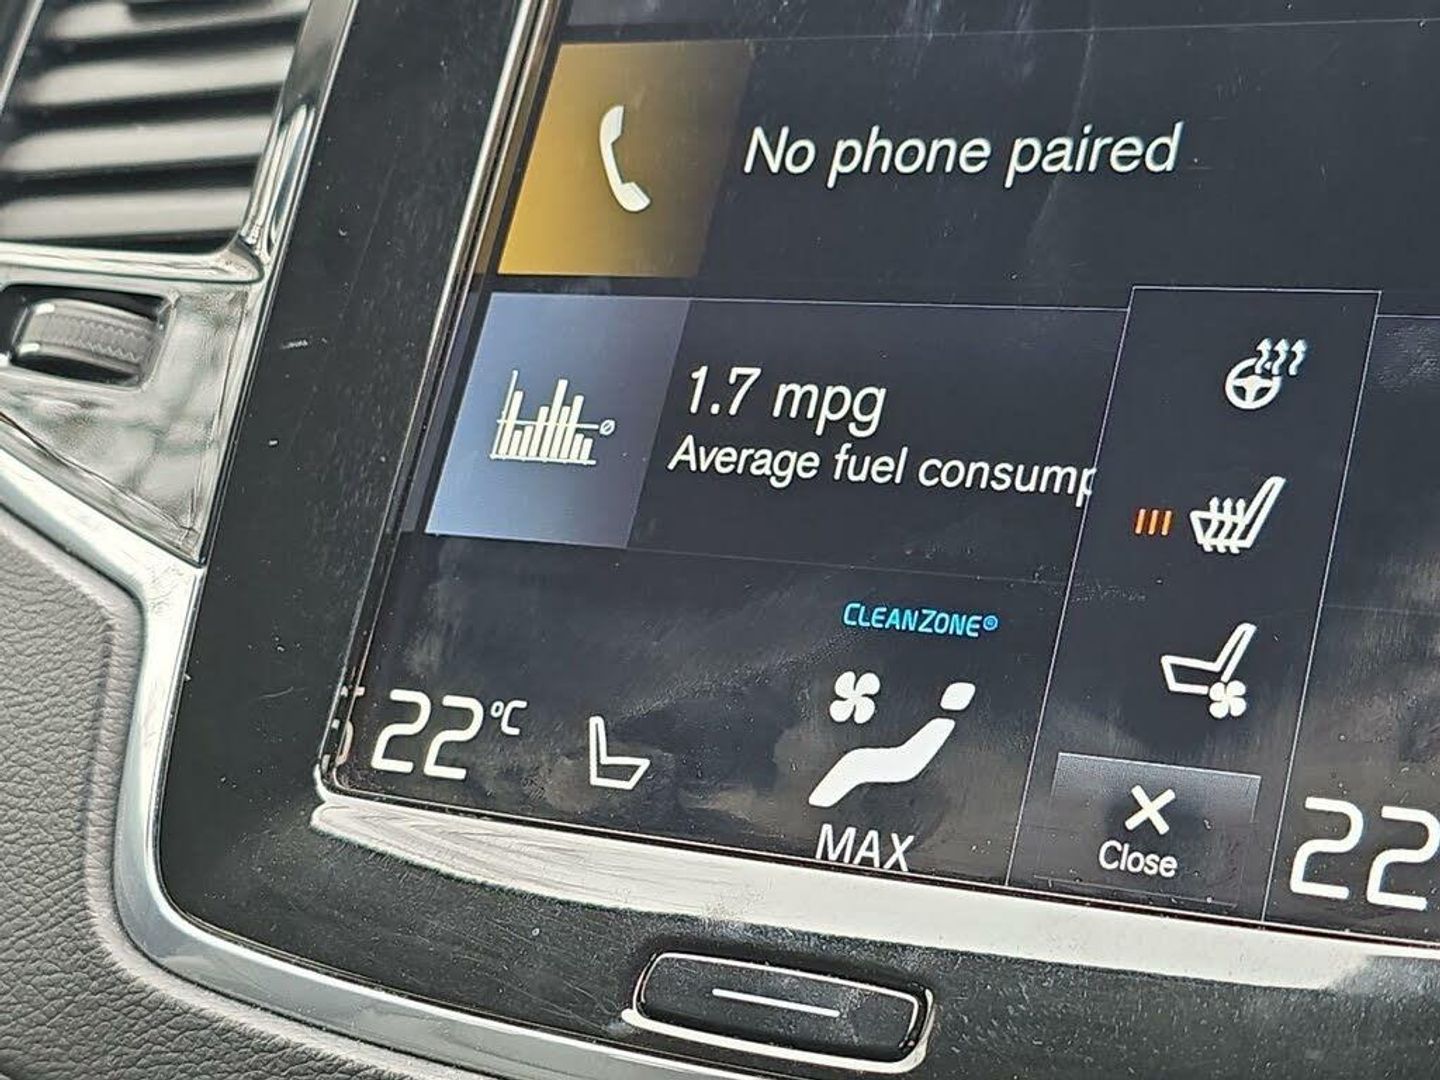 No phone paired
1.7 mpg
Average fuel consump
CLEANZONE®
22°C
MAX
Close
22